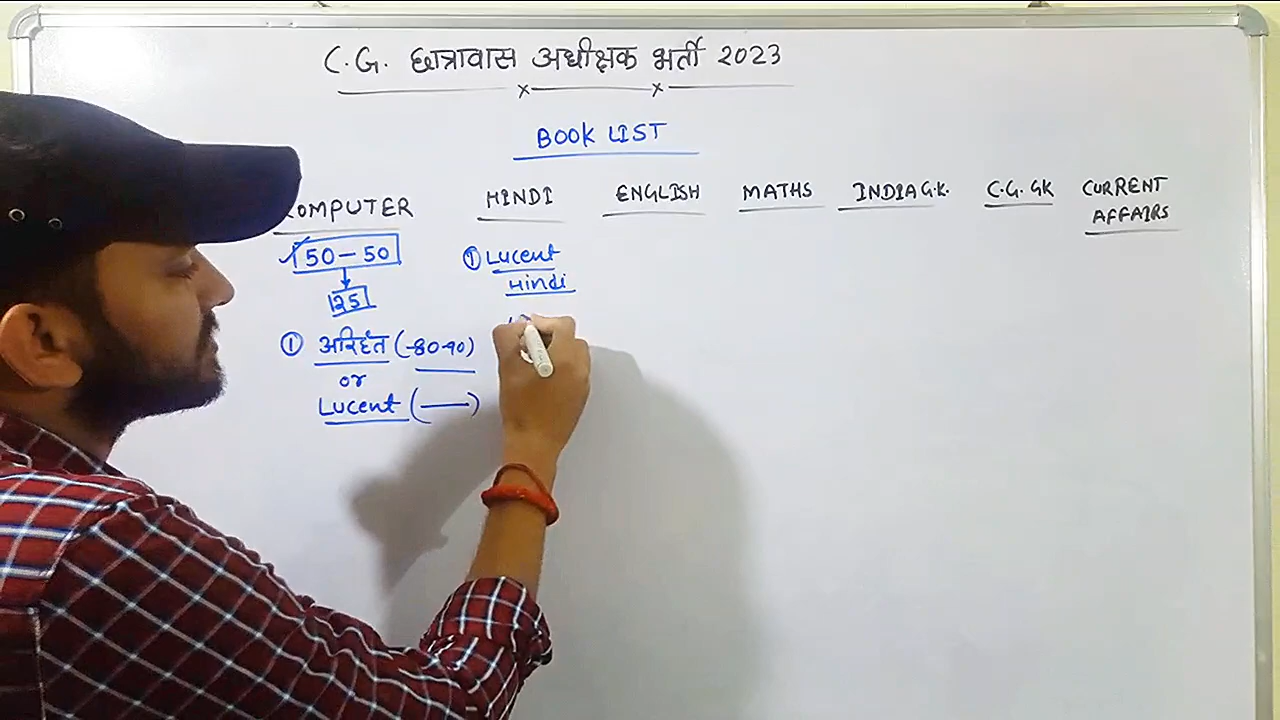 C.G. छात्रावास अधीक्षक भर्ती 2023
BOOK LIST
COMPUTER HINDI ENGLISH MATHS INDIA G.K. C.G. GK CURRENT AFFAIRS
50-50
25
① अरिहंत (-80-90)
or
Lucent (—)
① Lucent
Hindi